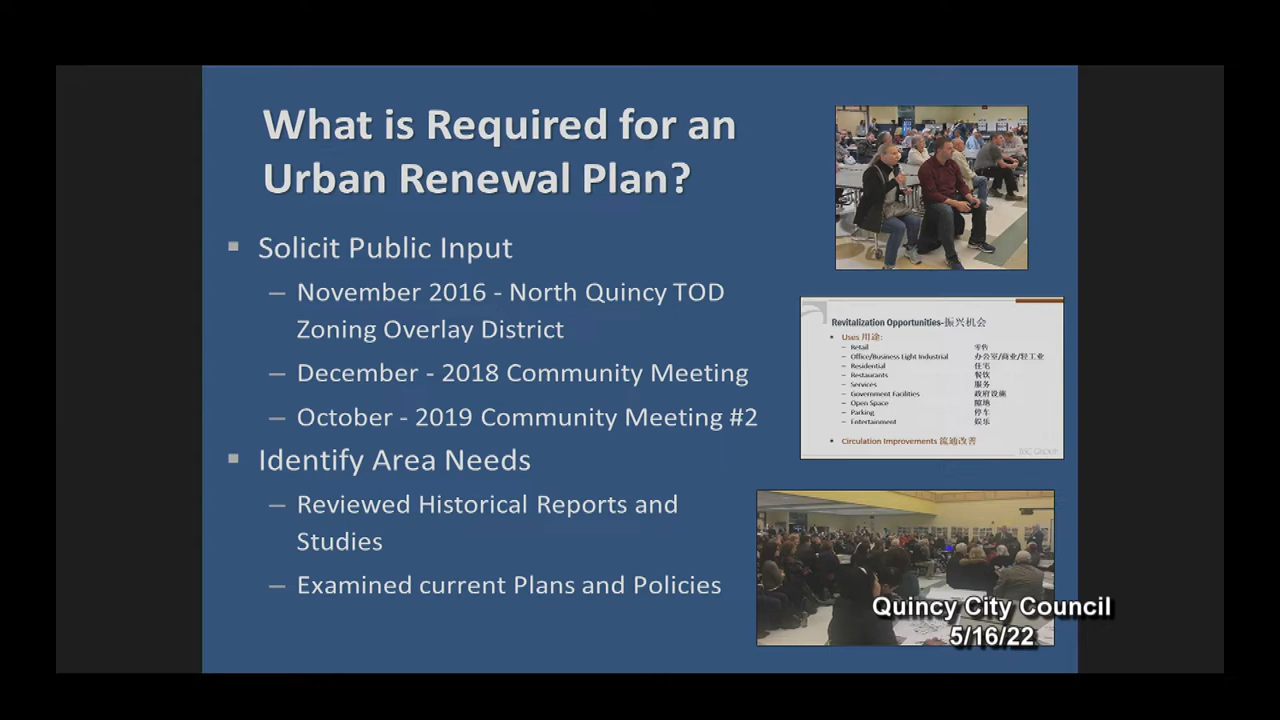 What is Required for an
Urban Renewal Plan?
▪ Solicit Public Input
– November 2016 - North Quincy TOD
Zoning Overlay District
– December - 2018 Community Meeting
– October - 2019 Community Meeting #2
▪ Identify Area Needs
– Reviewed Historical Reports and
Studies
– Examined current Plans and Policies
Revitalization Opportunities-振兴机会
• Uses 用途:
– Retail 零售
– Office/Business Light Industrial 办公室/商业/轻工业
– Residential 住宅
– Restaurants 餐饮
– Services 服务
– Government Facilities 政府设施
– Open Space
– Parking 停车
– Entertainment 娱乐
• Circulation Improvements 流通改善
GROUP
Quincy City Council
5/16/22